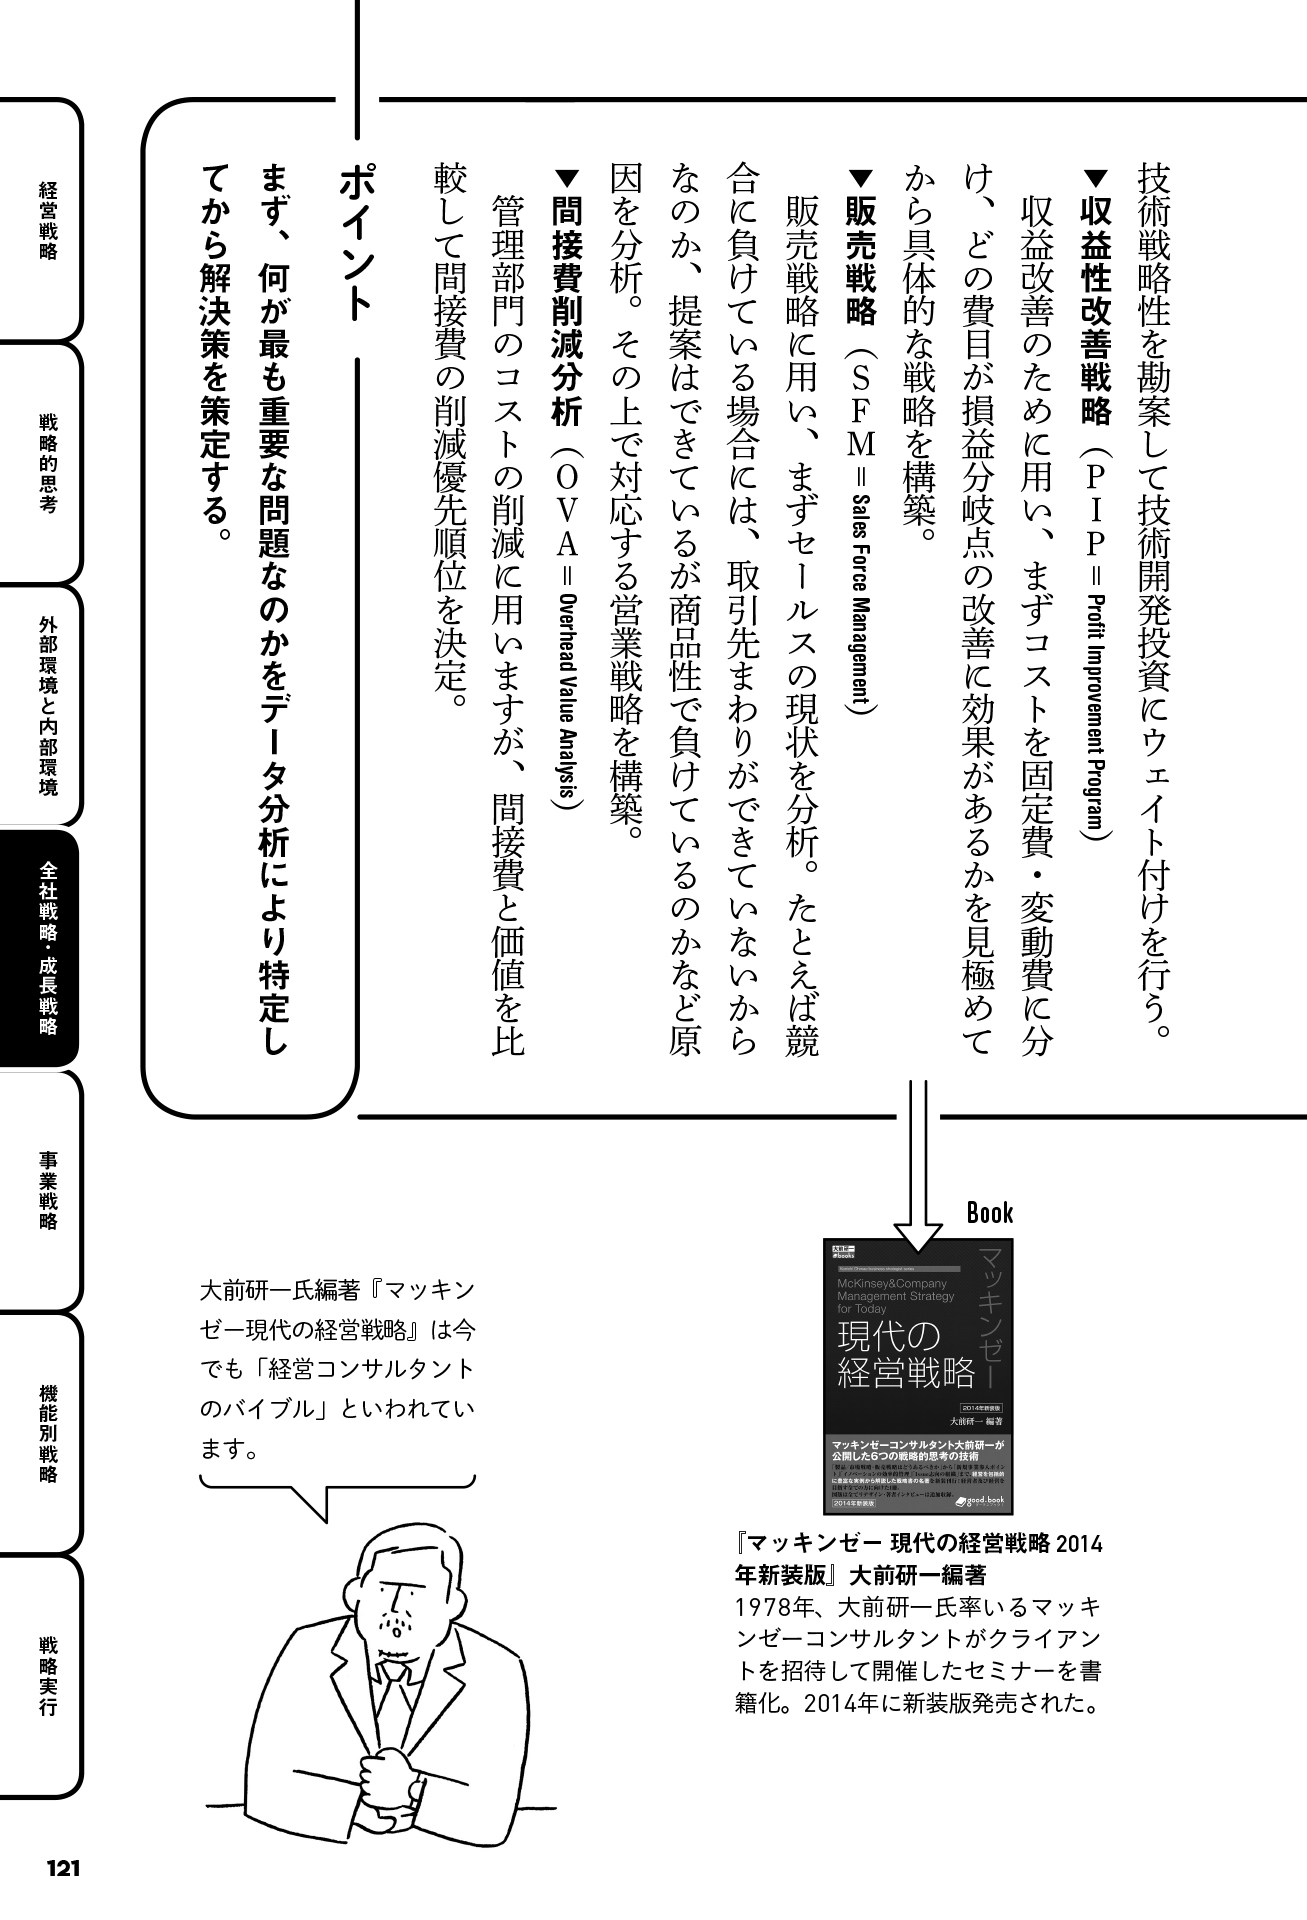 技術戦略性を勘案して技術開発投資にウェイト付けを行う。
▼収益性改善戦略（ＰＩＰ＝Profit Improvement Program）
収益改善のために用い、まずコストを固定費・変動費に分
け、どの費目が損益分岐点の改善に効果があるかを見極めて
から具体的な戦略を構築。
▼販売戦略（ＳＦＭ＝Sales Force Management）
販売戦略に用い、まずセールスの現状を分析。たとえば競
合に負けている場合には、取引先まわりができていないから
なのか、提案はできているが商品性で負けているのかなど原
因を分析。その上で対応する営業戦略を構築。
▼間接費削減分析（ＯＶＡ＝Overhead Value Analysis）
管理部門のコストの削減に用いますが、間接費と価値を比
較して間接費の削減優先順位を決定。
ポイント
まず、何が最も重要な問題なのかをデータ分析により特定し
てから解決策を策定する。
Book
大前研一
books
McKinsey&Company
Management Strategy
for Today
マッキンゼー
現代の
経営戦略
2014年新装版
大前研一 編著
マッキンゼーコンサルタント大前研一が
公開した6つの戦略的思考の技術
2014年新装版
good.book
『マッキンゼー 現代の経営戦略 2014
年新装版』大前研一編著
1978年、大前研一氏率いるマッキ
ンゼーコンサルタントがクライアン
トを招待して開催したセミナーを書
籍化。2014年に新装版発売された。
大前研一氏編著『マッキン
ゼー現代の経営戦略』は今
でも「経営コンサルタント
のバイブル」といわれてい
ます。
経営戦略
戦略的思考
外部環境と内部環境
全社戦略・成長戦略
事業戦略
機能別戦略
戦略実行
121